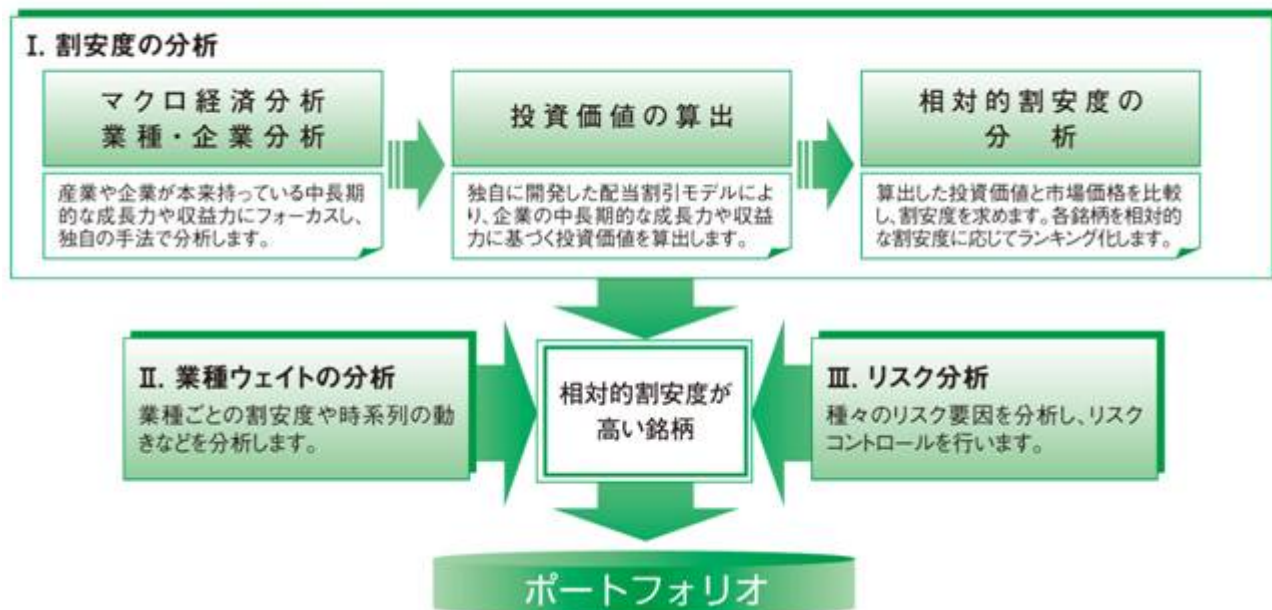 I. 割安度の分析
マクロ経済分析
業種・企業分析
産業や企業が本来持っている中長期
的な成長力や収益力にフォーカスし、
独自の手法で分析します。
投資価値の算出
独自に開発した配当割引モデルによ
り、企業の中長期的な成長力や収益
力に基づく投資価値を算出します。
相対的割安度の
分析
算出した投資価値と市場価格を比較
し、割安度を求めます。各銘柄を相対的
な割安度に応じてランキング化します。
Ⅱ. 業種ウェイトの分析
業種ごとの割安度や時系列の動
きなどを分析します。
相対的割安度が
高い銘柄
Ⅲ. リスク分析
種々のリスク要因を分析し、リスク
コントロールを行います。
ポートフォリオ